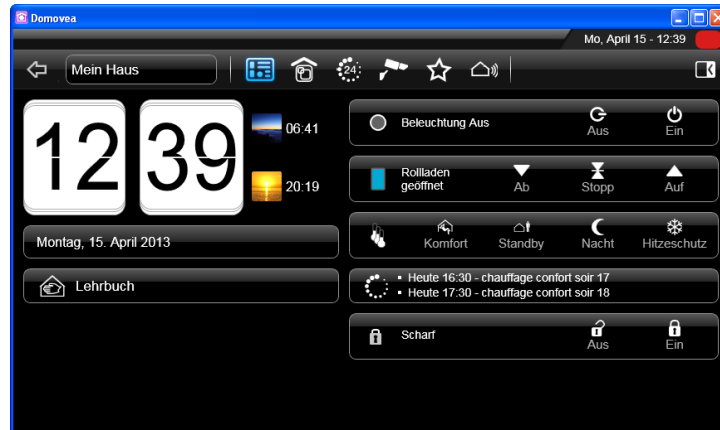 Domovea
Mo, April 15 - 12:39
Mein Haus
24
12 39
06:41
20:19
Montag, 15. April 2013
Lehrbuch
Beleuchtung Aus
Aus
Ein
Rollladen
geöffnet
Ab
Stopp
Auf
Komfort
Standby
Nacht
Hitzeschutz
Heute 16:30 - chauffage confort soir 17
Heute 17:30 - chauffage confort soir 18
Scharf
Aus
Ein